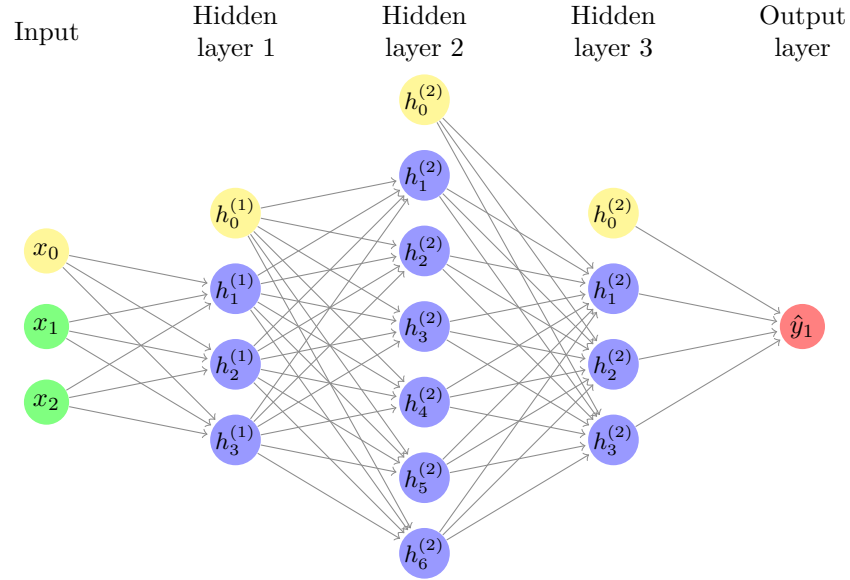 Input
Hidden
layer 1
Hidden
layer 2
Hidden
layer 3
Output
layer
x₀
x₁
x₂
h₀⁽¹⁾
h₁⁽¹⁾
h₂⁽¹⁾
h₃⁽¹⁾
h₀⁽²⁾
h₁⁽²⁾
h₂⁽²⁾
h₃⁽²⁾
h₄⁽²⁾
h₅⁽²⁾
h₆⁽²⁾
h₀⁽²⁾
h₁⁽²⁾
h₂⁽²⁾
h₃⁽²⁾
ŷ₁